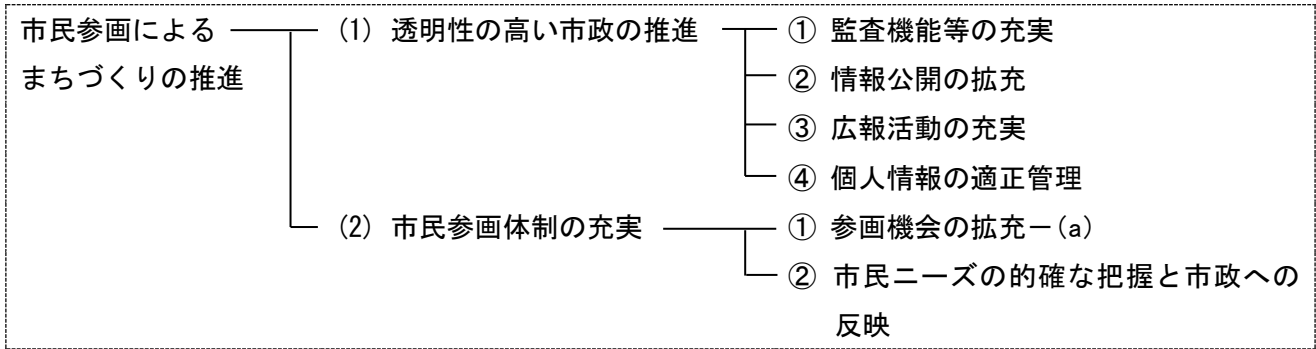 市民参画による (1) 透明性の高い市政の推進 ① 監査機能等の充実
まちづくりの推進 ② 情報公開の拡充
③ 広報活動の充実
④ 個人情報の適正管理
(2) 市民参画体制の充実 ① 参画機会の拡充－(a)
② 市民ニーズの的確な把握と市政への
反映